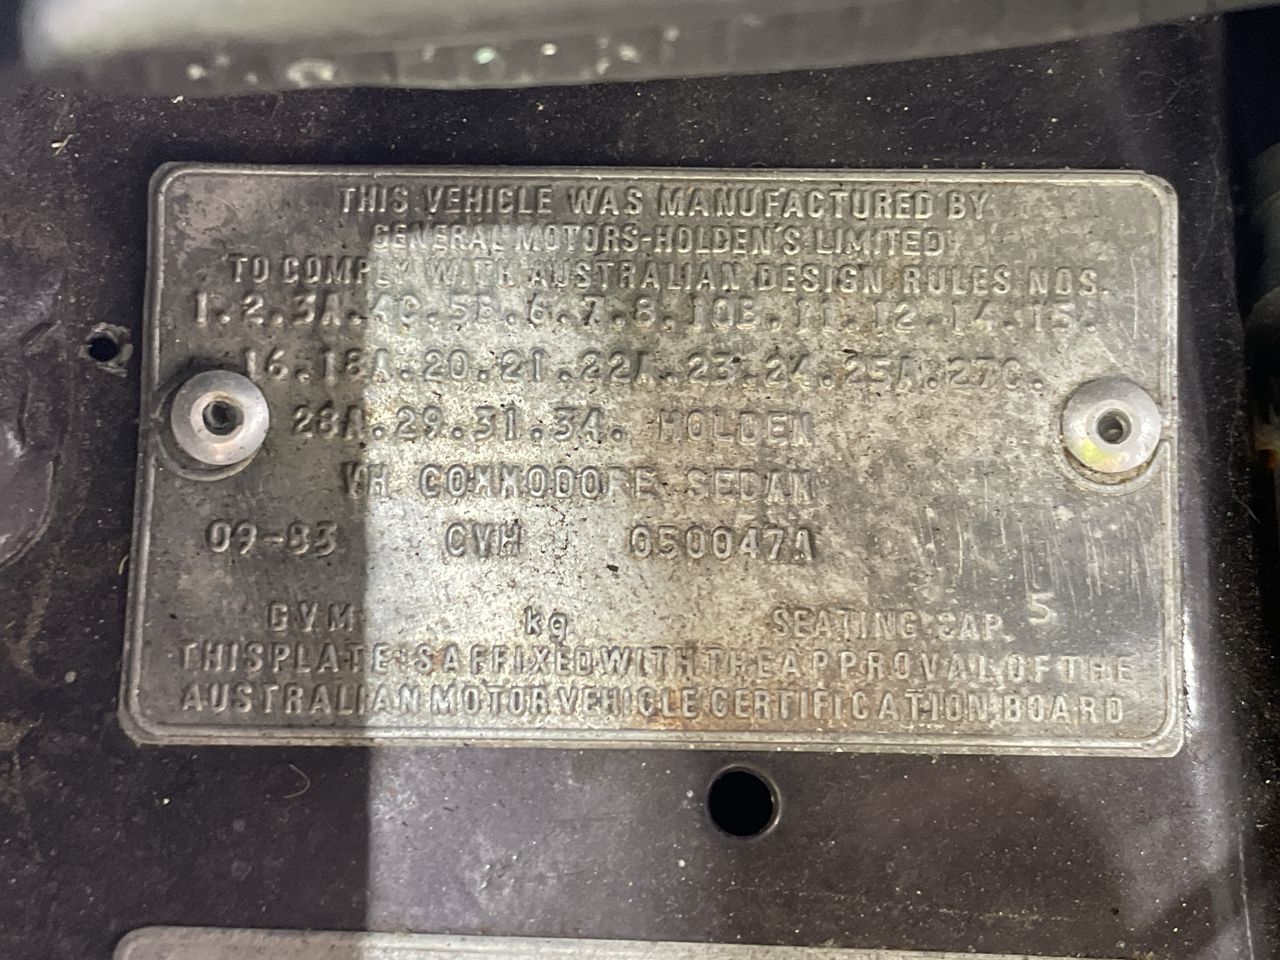 THIS VEHICLE WAS MANUFACTURED BY
GENERAL MOTORS-HOLDEN'S LIMITED
TO COMPLY WITH AUSTRALIAN DESIGN RULES NOS.
1.2.3A.4C.5B.6.7.8.10B.11.12.14.15.
16.18A.20.21.22A.23.24.25A.27C.
28A.29.31.34. HOLDEN
VH COMMODORE SEDAN
09-83 CVH 050047A
GVM kg SEATING CAP. 5
THIS PLATE IS AFFIXED WITH THE APPROVAL OF THE
AUSTRALIAN MOTOR VEHICLE CERTIFICATION BOARD